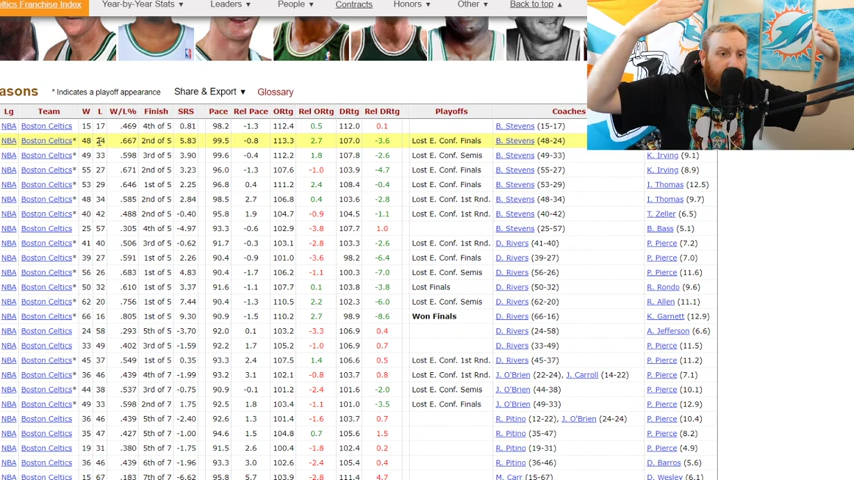 eltics Franchise Index Year-by-Year Stats ▼ Leaders ▼ People ▼ Contracts Honors ▼ Other ▼ Back to top ▲
asons * Indicates a playoff appearance Share & Export ▼ Glossary
Lg Team W L W/L% Finish SRS Pace Rel Pace ORtg Rel ORtg DRtg Rel DRtg Playoffs Coaches
NBA Boston Celtics 15 17 .469 4th of 5 0.81 98.2 -1.3 112.4 0.5 112.0 0.1 B. Stevens (15-17)
NBA Boston Celtics* 48 24 .667 2nd of 5 5.83 99.5 -0.8 113.3 2.7 107.0 -3.6 Lost E. Conf. Finals B. Stevens (48-24)
NBA Boston Celtics* 49 33 .598 3rd of 5 3.90 99.6 -0.4 112.2 1.8 107.8 -2.6 Lost E. Conf. Semis B. Stevens (49-33) K. Irving (9.1)
NBA Boston Celtics* 55 27 .671 2nd of 5 3.23 96.0 -1.3 107.6 -1.0 103.9 -4.7 Lost E. Conf. Finals B. Stevens (55-27) K. Irving (8.9)
NBA Boston Celtics* 53 29 .646 1st of 5 2.25 96.8 0.4 111.2 2.4 108.4 -0.4 Lost E. Conf. Finals B. Stevens (53-29) I. Thomas (12.5)
NBA Boston Celtics* 48 34 .585 2nd of 5 2.84 98.5 2.7 106.8 0.4 103.6 -2.8 Lost E. Conf. 1st Rnd. B. Stevens (48-34) I. Thomas (9.7)
NBA Boston Celtics* 40 42 .488 2nd of 5 -0.40 95.8 1.9 104.7 -0.9 104.5 -1.1 Lost E. Conf. 1st Rnd. B. Stevens (40-42) T. Zeller (6.5)
NBA Boston Celtics 25 57 .305 4th of 5 -4.97 93.3 -0.6 102.9 -3.8 107.7 1.0 B. Stevens (25-57) B. Bass (5.1)
NBA Boston Celtics* 41 40 .506 3rd of 5 -0.62 91.7 -0.3 103.1 -2.8 103.3 -2.6 Lost E. Conf. 1st Rnd. D. Rivers (41-40) P. Pierce (7.2)
NBA Boston Celtics* 39 27 .591 1st of 5 2.26 90.4 -0.9 101.0 -3.6 98.2 -6.4 Lost E. Conf. Finals D. Rivers (39-27) P. Pierce (7.0)
NBA Boston Celtics* 56 26 .683 1st of 5 4.83 90.4 -1.7 106.2 -1.1 100.3 -7.0 Lost E. Conf. Semis D. Rivers (56-26) P. Pierce (11.6)
NBA Boston Celtics* 50 32 .610 1st of 5 3.37 91.6 -1.1 107.7 0.1 103.8 -3.8 Lost Finals D. Rivers (50-32) R. Rondo (9.6)
NBA Boston Celtics* 62 20 .756 1st of 5 7.44 90.4 -1.3 110.5 2.2 102.3 -6.0 Lost E. Conf. Semis D. Rivers (62-20) R. Allen (11.1)
NBA Boston Celtics* 66 16 .805 1st of 5 9.30 90.9 -1.5 110.2 2.7 98.9 -8.6 Won Finals D. Rivers (66-16) K. Garnett (12.9)
NBA Boston Celtics 24 58 .293 5th of 5 -3.70 92.0 0.1 103.2 -3.3 106.9 0.4 D. Rivers (24-58) A. Jefferson (6.6)
NBA Boston Celtics 33 49 .402 3rd of 5 -1.59 92.2 1.7 105.2 -1.0 106.9 0.7 D. Rivers (33-49) P. Pierce (11.5)
NBA Boston Celtics* 45 37 .549 1st of 5 0.35 93.3 2.4 107.5 1.4 106.6 0.5 Lost E. Conf. 1st Rnd. D. Rivers (45-37) P. Pierce (11.2)
NBA Boston Celtics* 36 46 .439 4th of 7 -1.99 93.2 3.1 102.1 -0.8 103.7 0.8 Lost E. Conf. 1st Rnd. J. O'Brien (22-24), J. Carroll (14-22) P. Pierce (7.1)
NBA Boston Celtics* 44 38 .537 3rd of 7 -0.75 90.9 -0.1 102.2 -1.4 101.6 -2.0 Lost E. Conf. Semis J. O'Brien (44-38) P. Pierce (10.1)
NBA Boston Celtics* 49 33 .598 2nd of 7 1.75 92.5 1.8 103.4 -1.1 101.0 -3.5 Lost E. Conf. Finals J. O'Brien (49-33) P. Pierce (12.9)
NBA Boston Celtics 36 46 .439 5th of 7 -2.40 92.6 1.3 101.4 -1.6 103.7 0.7 R. Pitino (12-22), J. O'Brien (24-24) P. Pierce (10.4)
NBA Boston Celtics 35 47 .427 5th of 7 -1.00 94.6 1.5 104.8 0.7 105.6 1.5 R. Pitino (35-47) P. Pierce (8.2)
NBA Boston Celtics 19 31 .380 5th of 7 -1.75 91.5 2.6 100.4 -1.8 102.4 0.2 R. Pitino (19-31) P. Pierce (4.9)
NBA Boston Celtics 36 46 .439 6th of 7 -1.96 93.3 3.0 102.6 -2.4 105.4 0.4 R. Pitino (36-46) D. Barros (5.6)
NBA Boston Celtics 15 67 .183 7th of 7 -6.62 95.8 5.7 103.9 -2.8 111.4 4.7 M. Carr (15-67) D. Wesley (6.1)